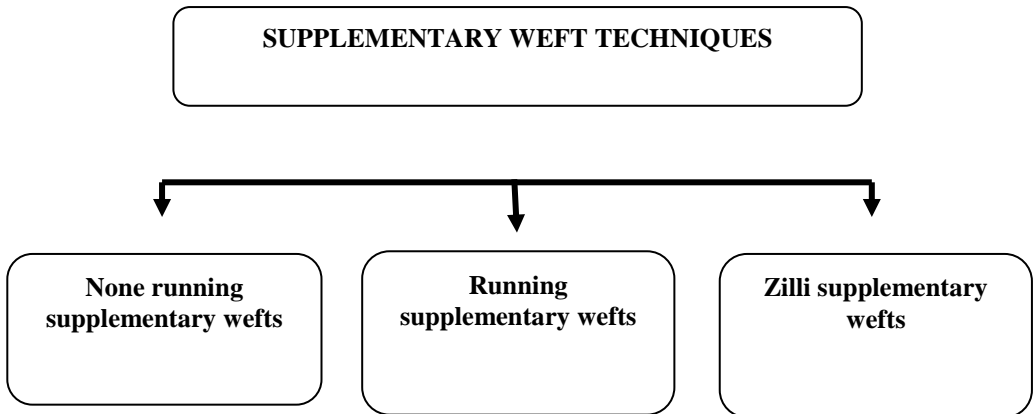 SUPPLEMENTARY WEFT TECHNIQUES
None running
supplementary wefts
Running
supplementary wefts
Zilli supplementary
wefts